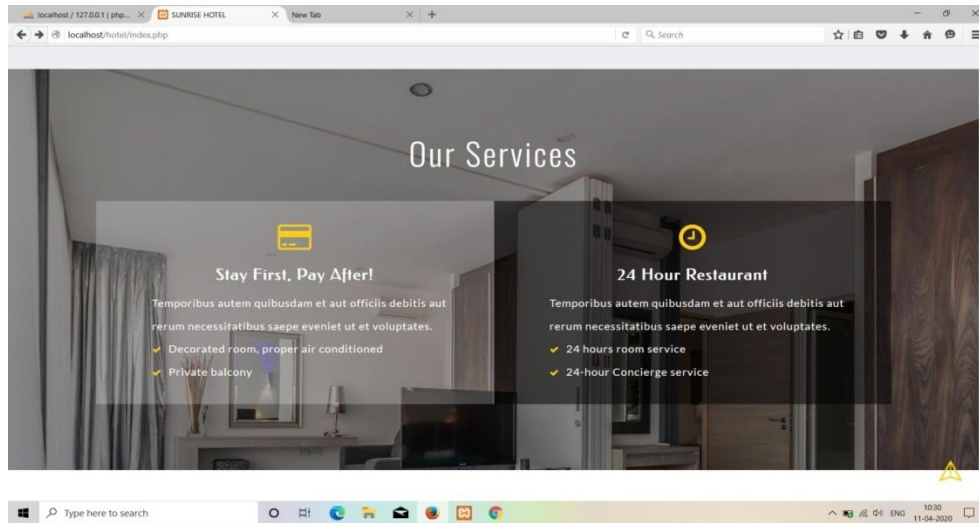 localhost / 127.0.0.1 | php...
SUNRISE HOTEL
New Tab
localhost/hotel/index.php
Search
Our Services
Stay First, Pay After!
Temporibus autem quibusdam et aut officiis debitis aut
rerum necessitatibus saepe eveniet ut et voluptates.
Decorated room, proper air conditioned
Private balcony
24 Hour Restaurant
Temporibus autem quibusdam et aut officiis debitis aut
rerum necessitatibus saepe eveniet ut et voluptates.
24 hours room service
24-hour Concierge service
Type here to search
ENG
10:30
11-04-2020